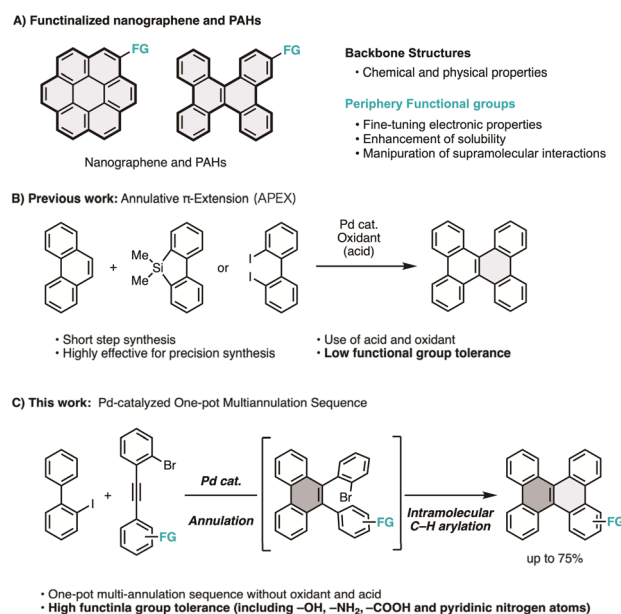 A) Functinalized nanographene and PAHs
FG
FG
Nanographene and PAHs
Backbone Structures
• Chemical and physical properties
Periphery Functional groups
• Fine-tuning electronic properties
• Enhancement of solubility
• Manipuration of supramolecular interactions
B) Previous work: Annulative π-Extension (APEX)
+
Me
Si
Me
or
I
I
Pd cat.
Oxidant
(acid)
• Short step synthesis
• Highly effective for precision synthesis
• Use of acid and oxidant
• Low functional group tolerance
C) This work: Pd-catalyzed One-pot Multiannulation Sequence
I
+
Br
FG
Pd cat.
Annulation
Br
FG
Intramolecular
C–H arylation
FG
up to 75%
• One-pot multi-annulation sequence without oxidant and acid
• High functinla group tolerance (including –OH, –NH₂, –COOH and pyridinic nitrogen atoms)